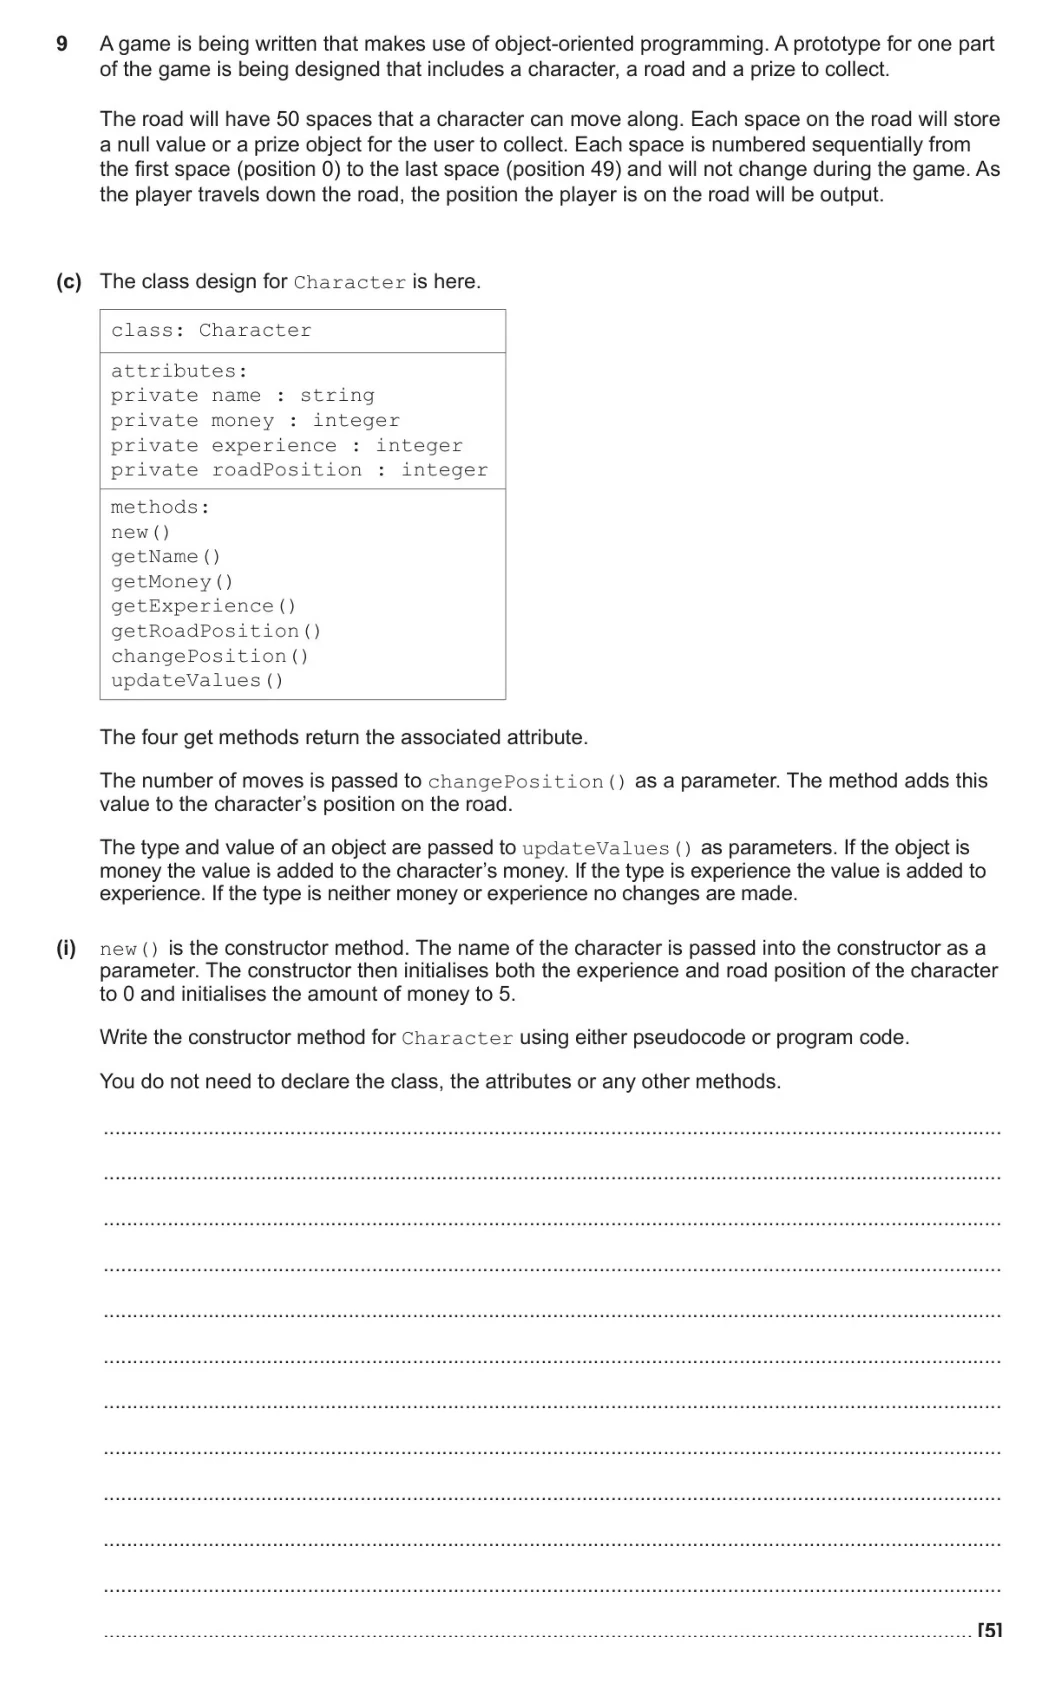 9 A game is being written that makes use of object-oriented programming. A prototype for one part
of the game is being designed that includes a character, a road and a prize to collect.
The road will have 50 spaces that a character can move along. Each space on the road will store
a null value or a prize object for the user to collect. Each space is numbered sequentially from
the first space (position 0) to the last space (position 49) and will not change during the game. As
the player travels down the road, the position the player is on the road will be output.
(c) The class design for Character is here.
class: Character
attributes:
private name : string
private money : integer
private experience : integer
private roadPosition : integer
methods:
new()
getName()
getMoney()
getExperience()
getRoadPosition()
changePosition()
updateValues()
The four get methods return the associated attribute.
The number of moves is passed to changePosition() as a parameter. The method adds this
value to the character’s position on the road.
The type and value of an object are passed to updateValues() as parameters. If the object is
money the value is added to the character’s money. If the type is experience the value is added to
experience. If the type is neither money or experience no changes are made.
(i) new() is the constructor method. The name of the character is passed into the constructor as a
parameter. The constructor then initialises both the experience and road position of the character
to 0 and initialises the amount of money to 5.
Write the constructor method for Character using either pseudocode or program code.
You do not need to declare the class, the attributes or any other methods.
[5]